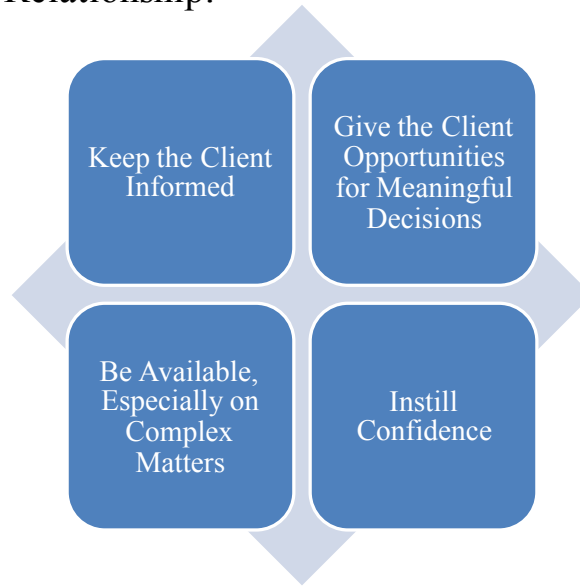 Relationship:
Keep the Client
Informed
Give the Client
Opportunities
for Meaningful
Decisions
Be Available,
Especially on
Complex
Matters
Instill
Confidence